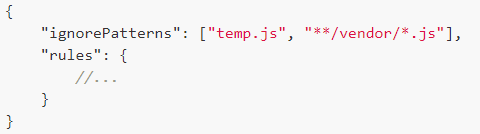 {
    "ignorePatterns": ["temp.js", "**/vendor/*.js"],
    "rules": {
        //...
    }
}